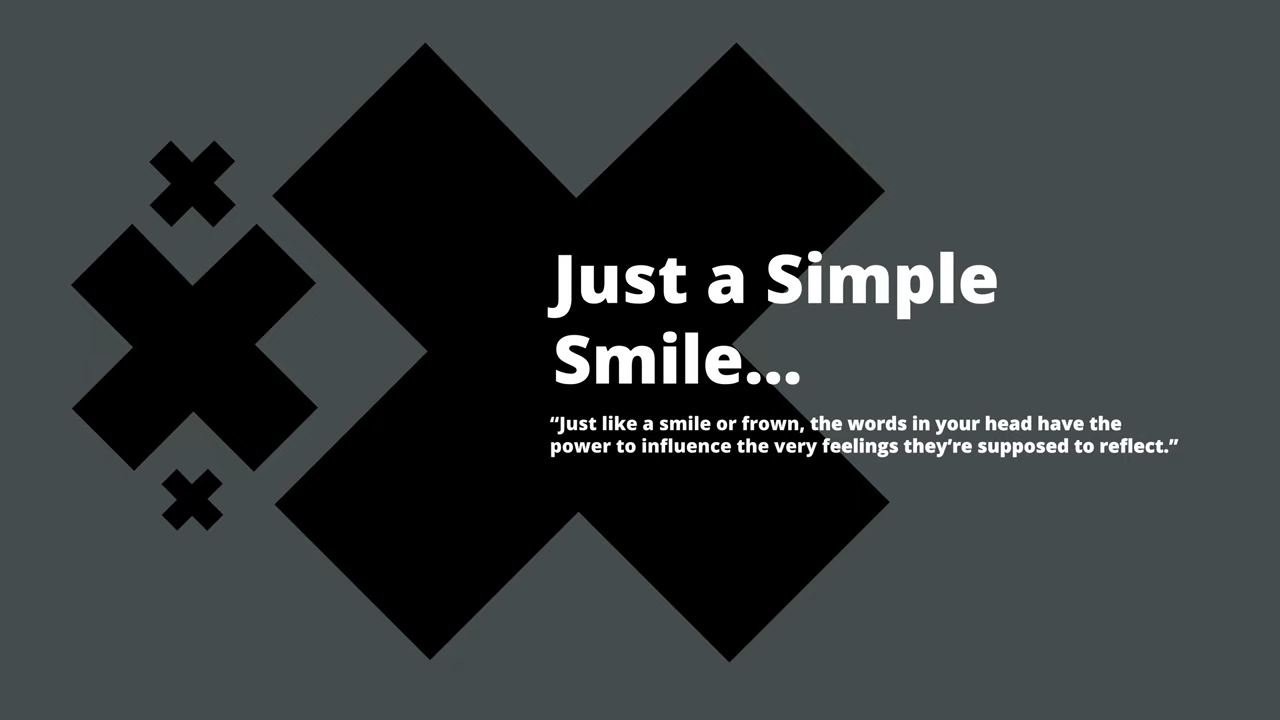 Just a Simple
Smile...
“Just like a smile or frown, the words in your head have the
power to influence the very feelings they’re supposed to reflect.”